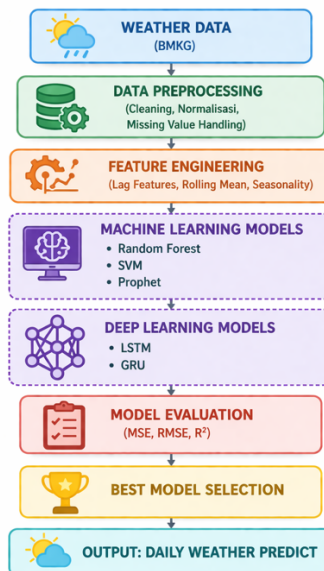 WEATHER DATA
(BMKG)
DATA PREPROCESSING
(Cleaning, Normalisasi,
Missing Value Handling)
FEATURE ENGINEERING
(Lag Features, Rolling Mean, Seasonality)
MACHINE LEARNING MODELS
• Random Forest
• SVM
• Prophet
DEEP LEARNING MODELS
• LSTM
• GRU
MODEL EVALUATION
(MSE, RMSE, R²)
BEST MODEL SELECTION
OUTPUT: DAILY WEATHER PREDICT